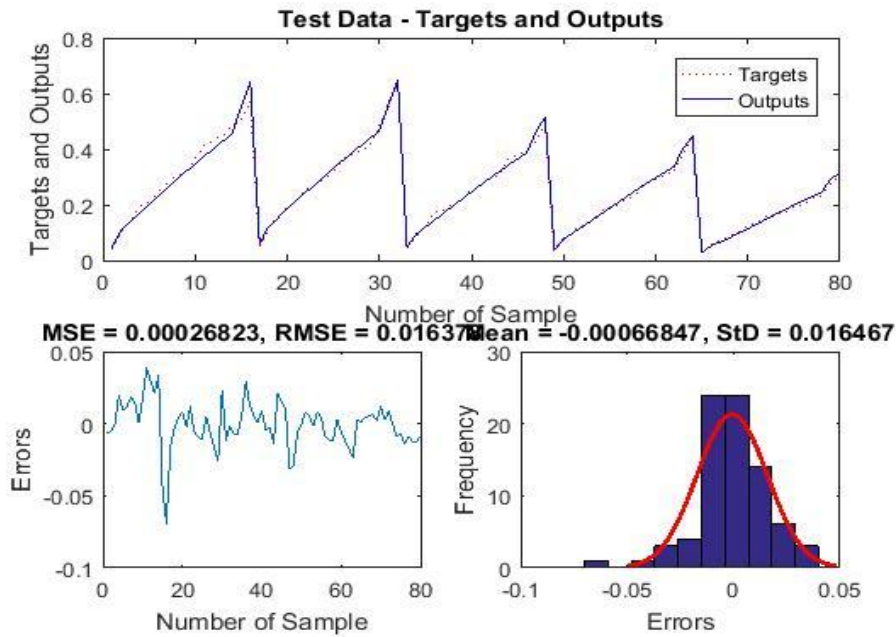 Test Data - Targets and Outputs
Targets and Outputs
0.8
0.6
0.4
0.2
0
Targets
Outputs
0 10 20 30 40 50 60 70 80
Number of Sample
MSE = 0.00026823, RMSE = 0.016378
Mean = -0.00066847, StD = 0.016467
Errors
0.05
0
-0.05
-0.1
0 20 40 60 80
Number of Sample
Frequency
30
20
10
0
-0.1 -0.05 0 0.05
Errors